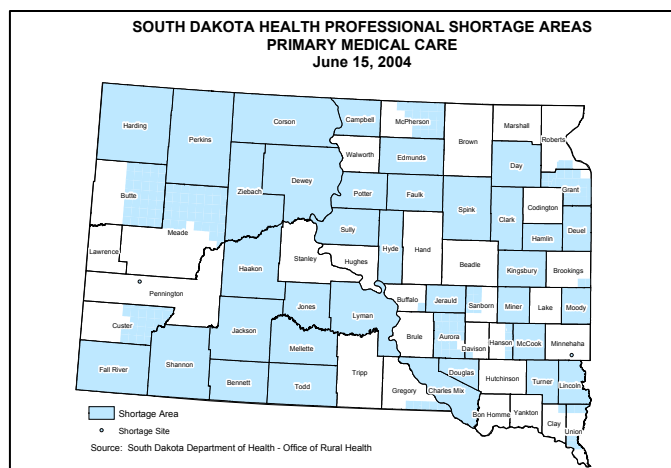 SOUTH DAKOTA HEALTH PROFESSIONAL SHORTAGE AREAS
PRIMARY MEDICAL CARE
June 15, 2004
Harding
Perkins
Corson
Campbell
McPherson
Brown
Marshall
Roberts
Walworth
Edmunds
Day
Butte
Ziebach
Dewey
Potter
Faulk
Spink
Clark
Codington
Grant
Meade
Sully
Hyde
Hand
Hamlin
Deuel
Lawrence
Haakon
Stanley
Hughes
Beadle
Kingsbury
Brookings
Pennington
Jones
Lyman
Buffalo
Jerauld
Sanborn
Miner
Lake
Moody
Custer
Jackson
Mellette
Brule
Aurora
Davison
Hanson
McCook
Minnehaha
Fall River
Shannon
Bennett
Todd
Tripp
Gregory
Charles Mix
Douglas
Hutchinson
Turner
Lincoln
Bon Homme
Yankton
Clay
Union
Shortage Area
Shortage Site
Source: South Dakota Department of Health - Office of Rural Health